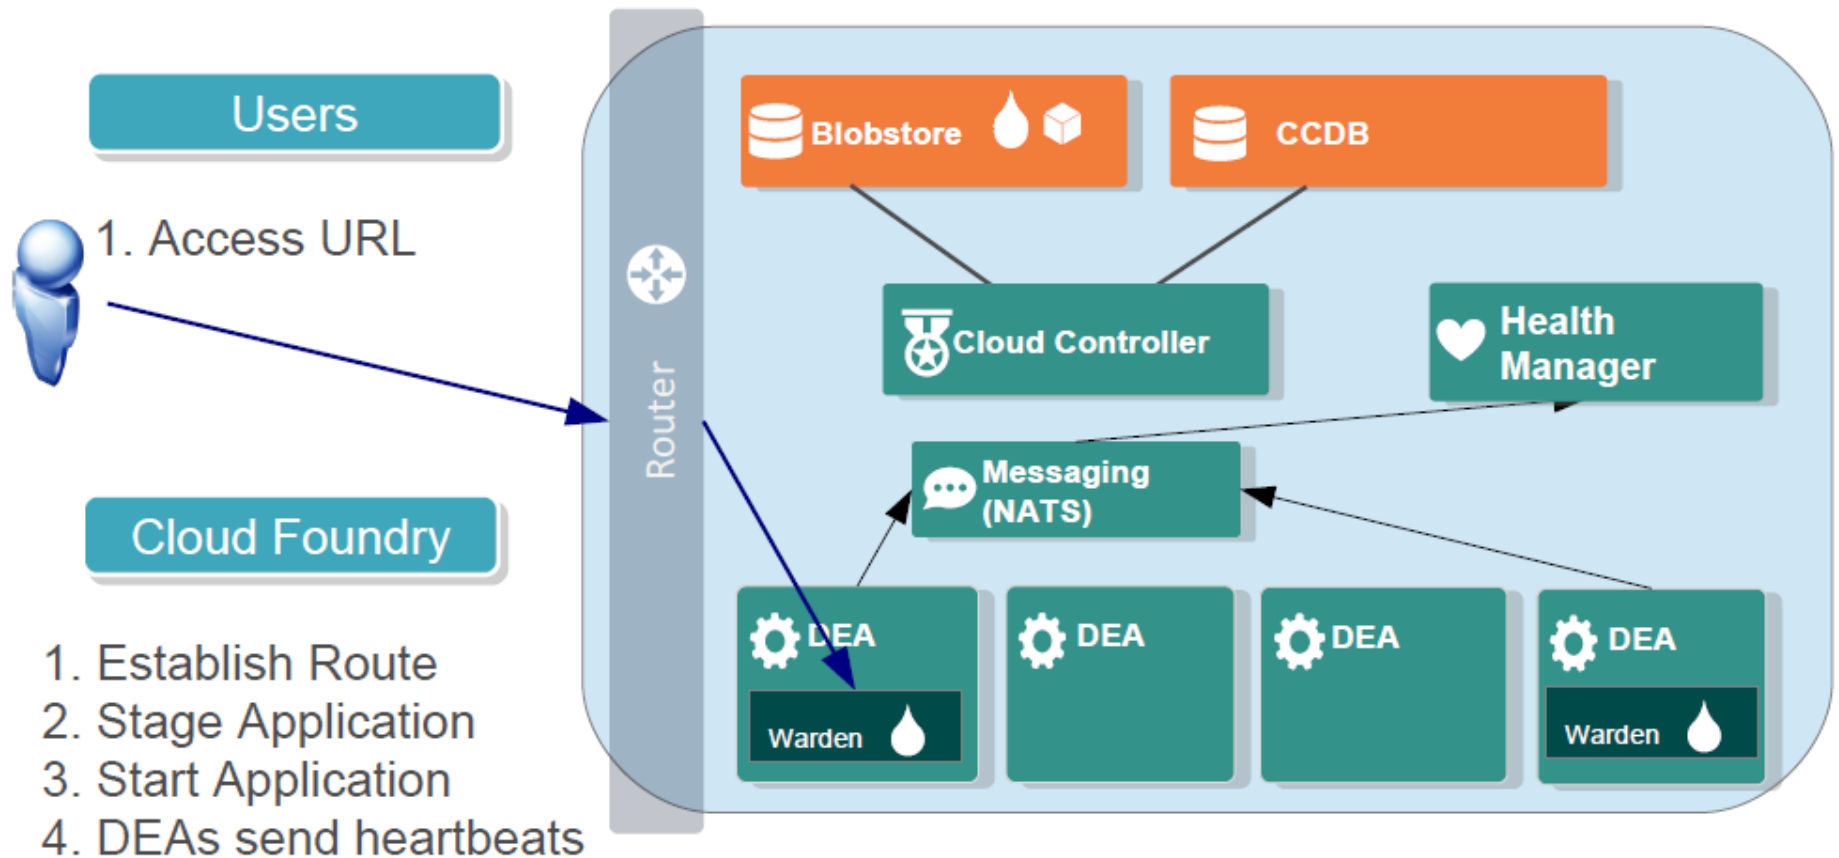 Users
1. Access URL
Cloud Foundry
1. Establish Route
2. Stage Application
3. Start Application
4. DEAs send heartbeats
Router
Blobstore
CCDB
Cloud Controller
Health
Manager
Messaging
(NATS)
DEA
Warden
DEA
DEA
DEA
Warden